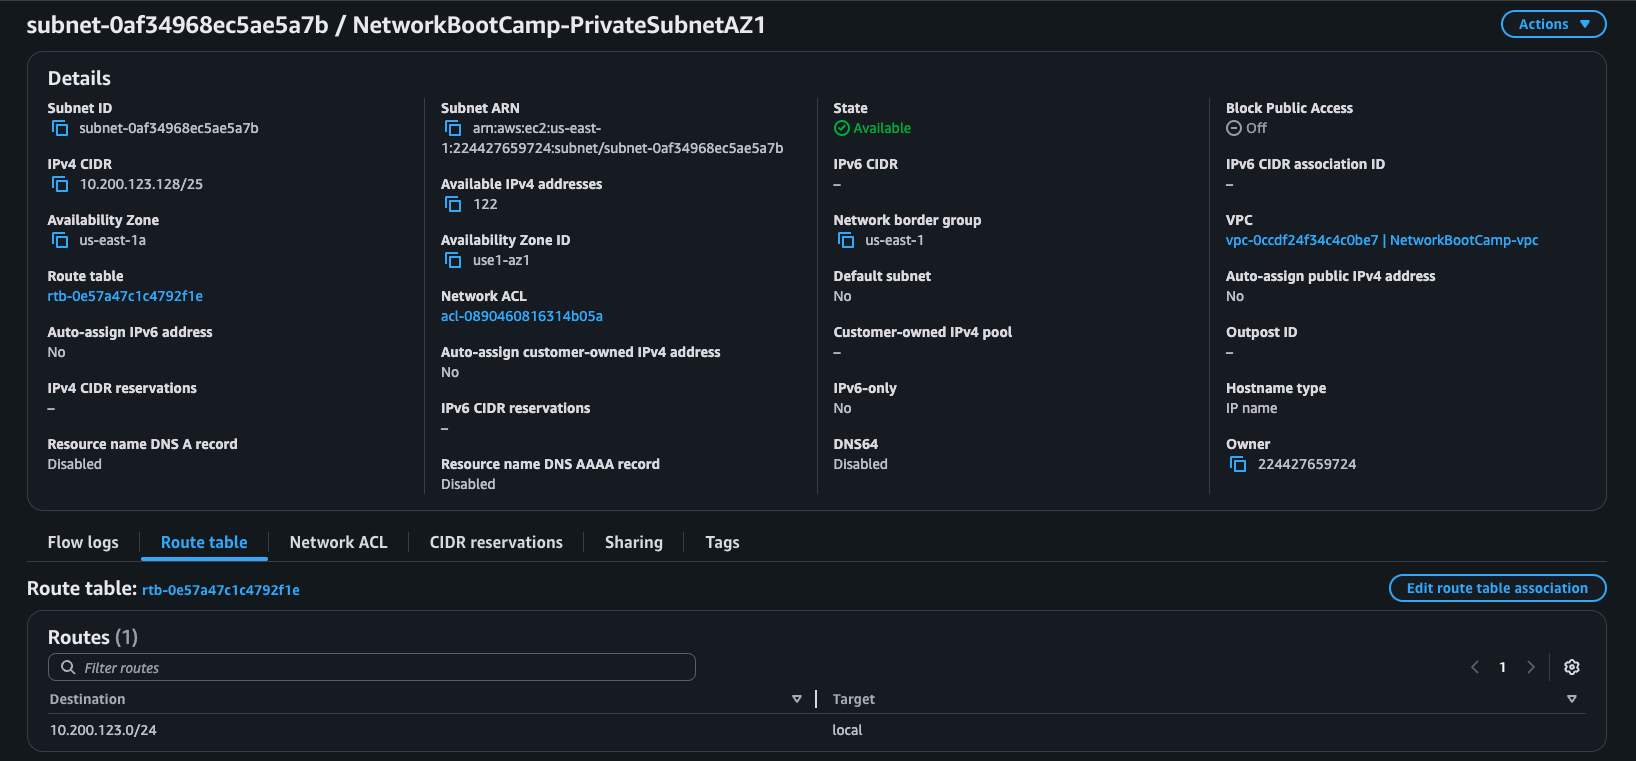 subnet-0af34968ec5ae5a7b / NetworkBootCamp-PrivateSubnetAZ1
Actions
Details
Subnet ID
subnet-0af34968ec5ae5a7b
IPv4 CIDR
10.200.123.128/25
Availability Zone
us-east-1a
Route table
rtb-0e57a47c1c4792f1e
Auto-assign IPv6 address
No
IPv4 CIDR reservations
–
Resource name DNS A record
Disabled
Subnet ARN
arn:aws:ec2:us-east-
1:224427659724:subnet/subnet-0af34968ec5ae5a7b
Available IPv4 addresses
122
Availability Zone ID
use1-az1
Network ACL
acl-0890460816314b05a
Auto-assign customer-owned IPv4 address
No
IPv6 CIDR reservations
–
Resource name DNS AAAA record
Disabled
State
Available
IPv6 CIDR
–
Network border group
us-east-1
Default subnet
No
Customer-owned IPv4 pool
–
IPv6-only
No
DNS64
Disabled
Block Public Access
Off
IPv6 CIDR association ID
–
VPC
vpc-0ccdf24f34c4c0be7 | NetworkBootCamp-vpc
Auto-assign public IPv4 address
No
Outpost ID
–
Hostname type
IP name
Owner
224427659724
Flow logs
Route table
Network ACL
CIDR reservations
Sharing
Tags
Route table: rtb-0e57a47c1c4792f1e
Edit route table association
Routes (1)
Filter routes
1
Destination
Target
10.200.123.0/24
local